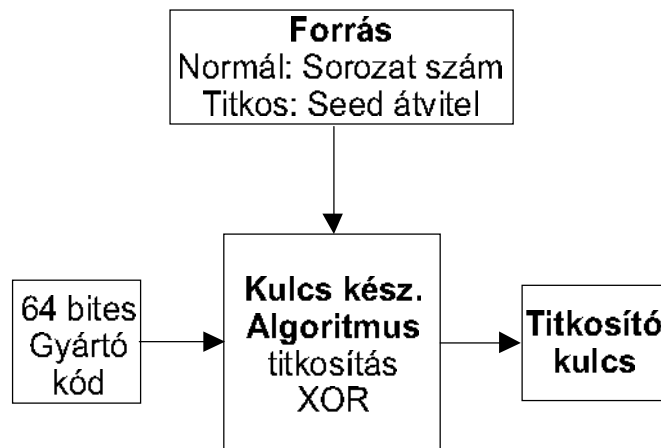 Forrás
Normál: Sorozat szám
Titkos: Seed átvitel
64 bites
Gyártó
kód
Kulcs kész.
Algoritmus
titkosítás
XOR
Titkosító
kulcs